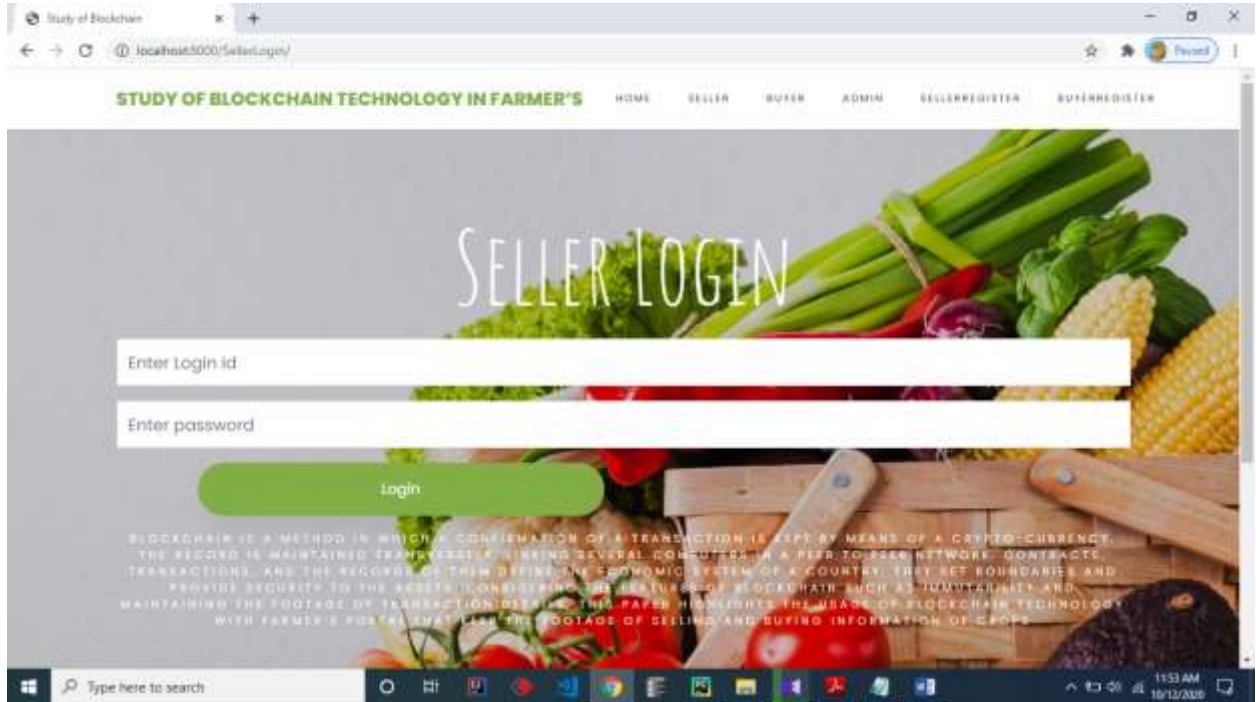 Study of Blockchain
localhost:8000/SellerLogin/
Paused
STUDY OF BLOCKCHAIN TECHNOLOGY IN FARMER'S HOME SELLER BUYER ADMIN SELLERREGISTER BUYERREGISTER
SELLER LOGIN
Enter Login id
Enter password
Login
BLOCKCHAIN IS A METHOD IN WHICH A CONFIRMATION OF A TRANSACTION IS KEPT BY MEANS OF A CRYPTO-CURRENCY.
THE RECORD IS MAINTAINED TRANSVERSELY, LINKING SEVERAL COMPUTERS IN A PEER TO PEER NETWORK. CONTRACTS,
TRANSACTIONS, AND THE RECORDS OF THEM DEFINE THE ECONOMIC SYSTEM OF A COUNTRY. THEY SET BOUNDARIES AND
PROVIDE SECURITY TO THE ASSETS. CONSIDERING THE FEATURES OF BLOCKCHAIN SUCH AS IMMUTABILITY AND
MAINTAINING THE FOOTAGE OF TRANSACTION DETAILS, THIS PAPER HIGHLIGHTS THE USAGE OF BLOCKCHAIN TECHNOLOGY
WITH FARMER'S PORTAL THAT KEEP THE FOOTAGE OF SELLING AND BUYING INFORMATION OF CROPS
Type here to search
11:53 AM
10/12/2020